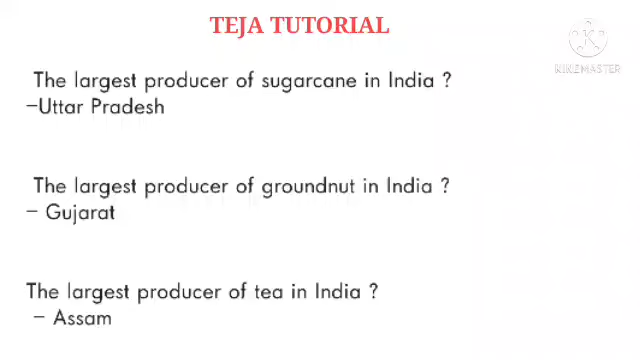 TEJA TUTORIAL
KINEMASTER
The largest producer of sugarcane in India ?
–Uttar Pradesh
The largest producer of groundnut in India ?
– Gujarat
The largest producer of tea in India ?
– Assam